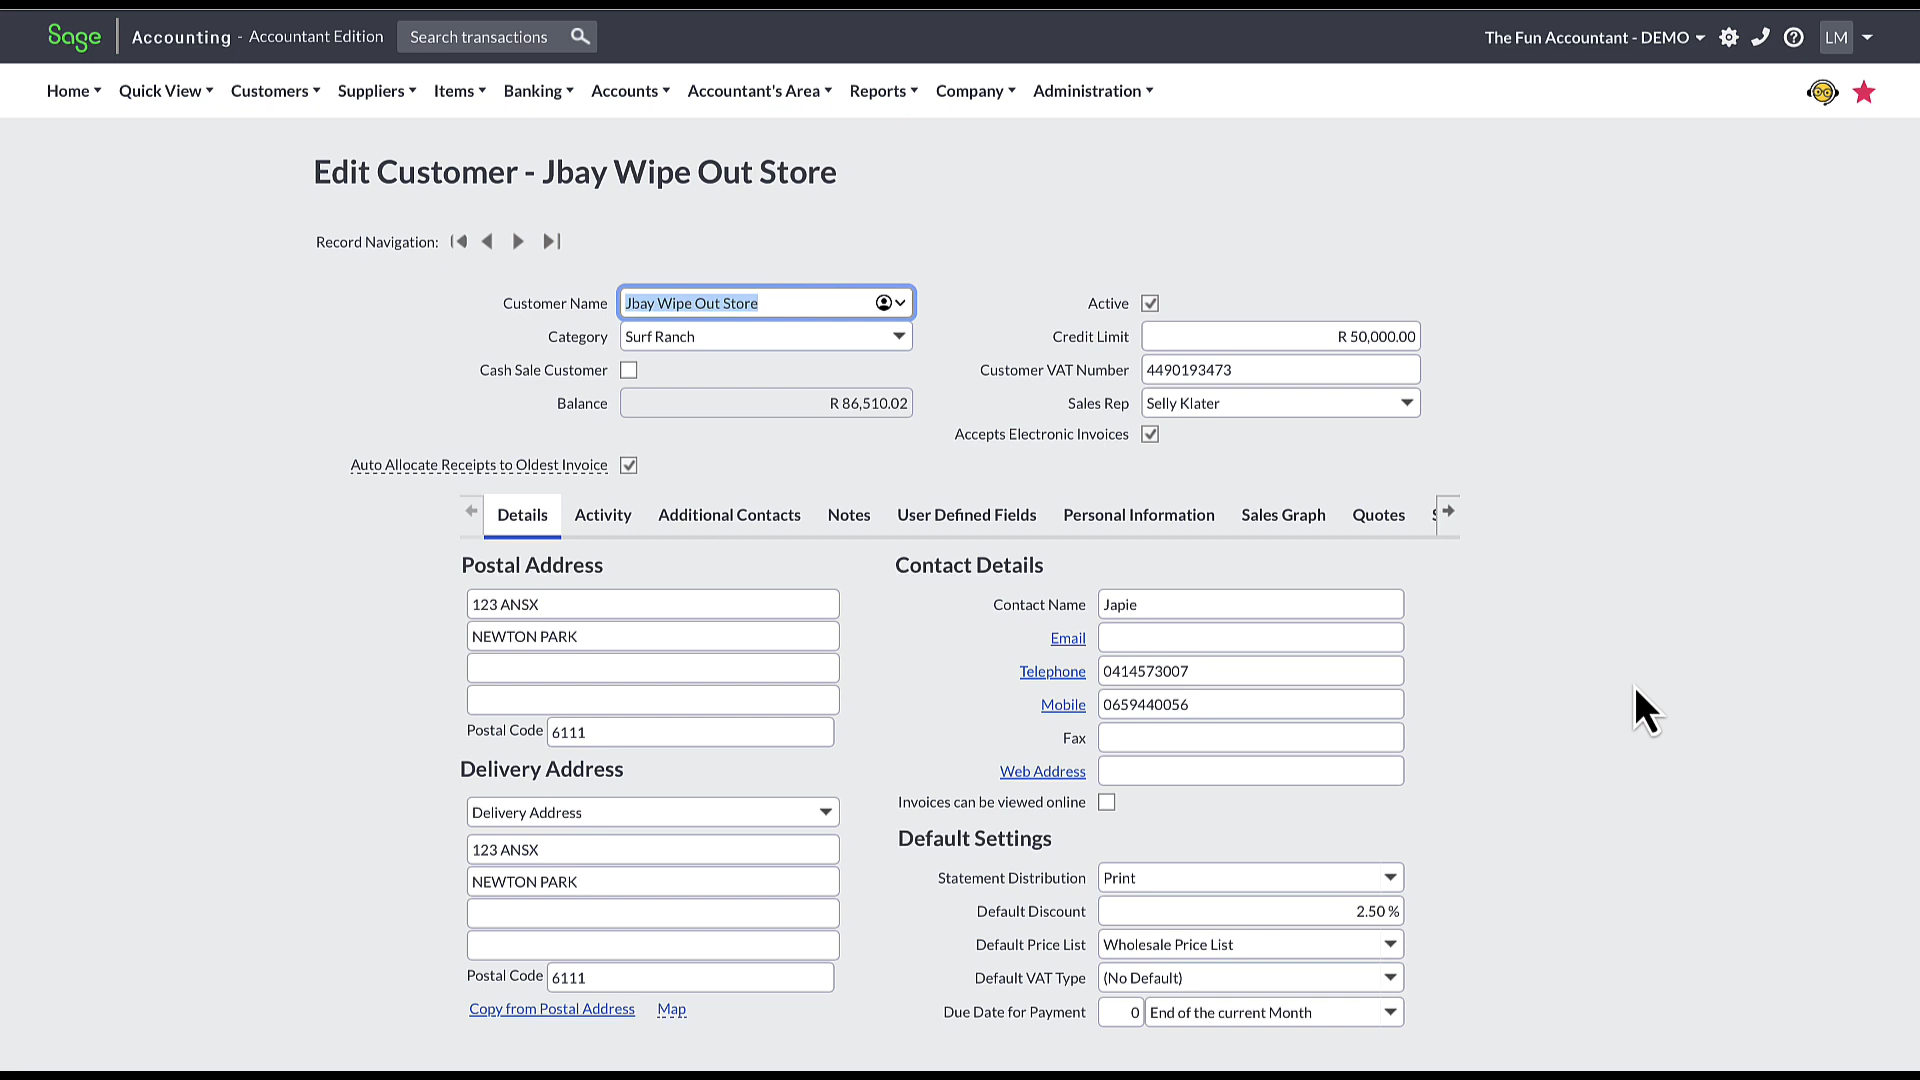 Sage Accounting - Accountant Edition Search transactions The Fun Accountant - DEMO LM
Home Quick View Customers Suppliers Items Banking Accounts Accountant's Area Reports Company Administration
Edit Customer - Jbay Wipe Out Store
Record Navigation:
Customer Name Jbay Wipe Out Store Active
Category Surf Ranch Credit Limit R 50,000.00
Cash Sale Customer Customer VAT Number 4490193473
Balance R 86,510.02 Sales Rep Selly Klater
Accepts Electronic Invoices
Auto Allocate Receipts to Oldest Invoice
Details Activity Additional Contacts Notes User Defined Fields Personal Information Sales Graph Quotes
Postal Address
123 ANSX
NEWTON PARK
Postal Code 6111
Delivery Address
Delivery Address
123 ANSX
NEWTON PARK
Postal Code 6111
Copy from Postal Address Map
Contact Details
Contact Name Japie
Email
Telephone 0414573007
Mobile 0659440056
Fax
Web Address
Invoices can be viewed online
Default Settings
Statement Distribution Print
Default Discount 2.50 %
Default Price List Wholesale Price List
Default VAT Type (No Default)
Due Date for Payment 0 End of the current Month